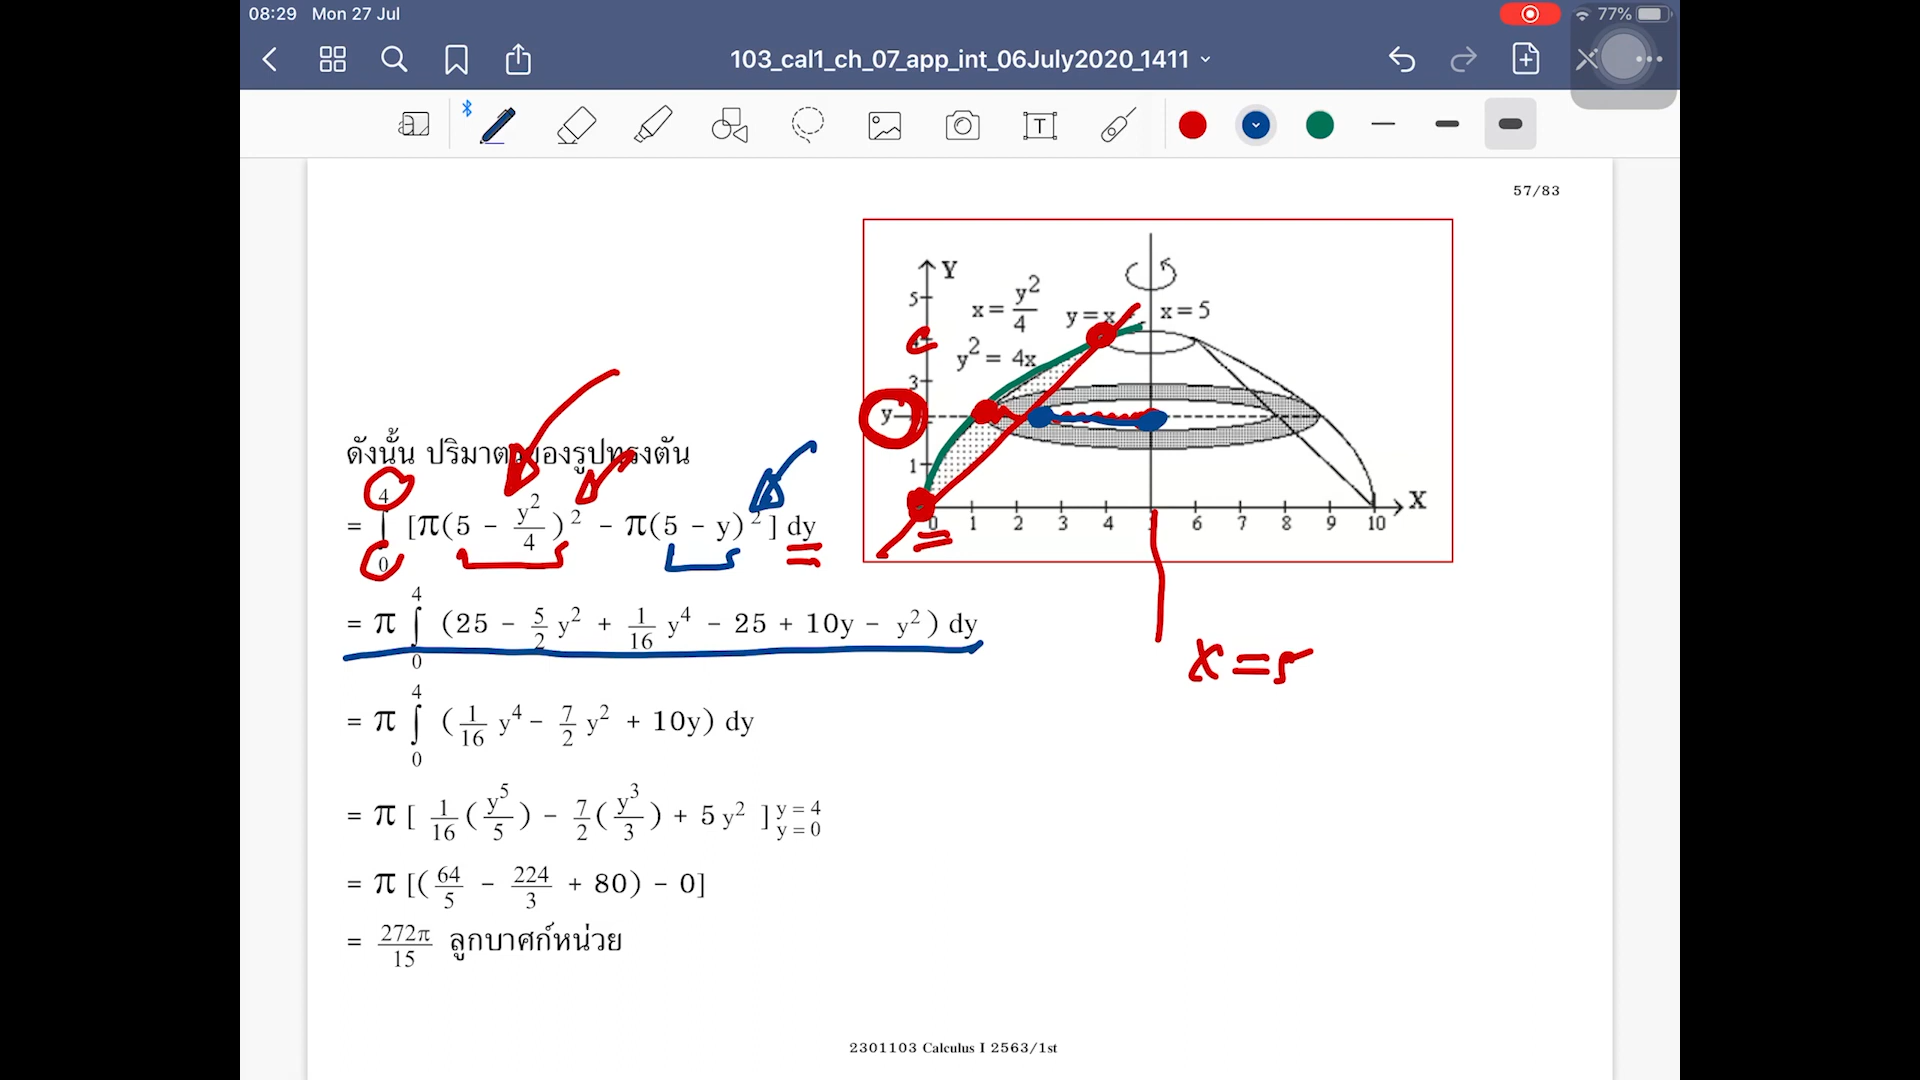 08:29 Mon 27 Jul
77%
103_cal1_ch_07_app_int_06July2020_1411
57/83
Y
5
x = y²/4
y = x
x = 5
4
y² = 4x
3
y
1
0 1 2 3 4 5 6 7 8 9 10 X
ดังนั้น ปริมาตรของรูปทรงตัน
= ∫₀⁴ [π(5 − y²/4)² − π(5 − y)²] dy
= π ∫₀⁴ (25 − 5/2 y² + 1/16 y⁴ − 25 + 10y − y²) dy
x = 5
= π ∫₀⁴ (1/16 y⁴ − 7/2 y² + 10y) dy
= π [ 1/16 (y⁵/5) − 7/2 (y³/3) + 5y² ] y = 4 y = 0
= π [(64/5 − 224/3 + 80) − 0]
= 272π/15 ลูกบาศก์หน่วย
2301103 Calculus I 2563/1st